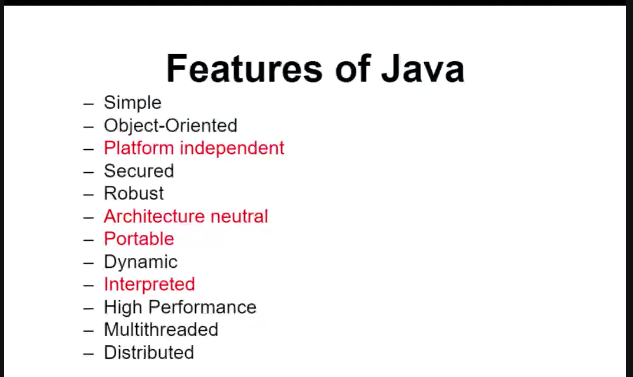 Features of Java
– Simple
– Object-Oriented
– Platform independent
– Secured
– Robust
– Architecture neutral
– Portable
– Dynamic
– Interpreted
– High Performance
– Multithreaded
– Distributed